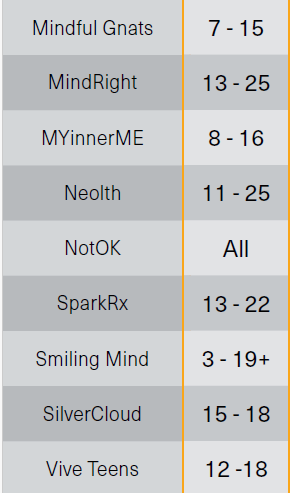 Mindful Gnats 7 - 15
MindRight 13 - 25
MYinnerME 8 - 16
Neolth 11 - 25
NotOK All
SparkRx 13 - 22
Smiling Mind 3 - 19+
SilverCloud 15 - 18
Vive Teens 12 -18